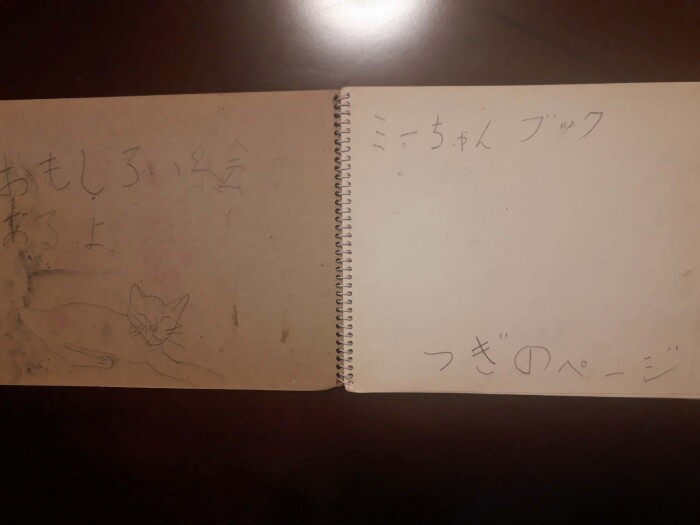 おもしろい絵が
あるよ。
ミーちゃん ブック
つぎのページ